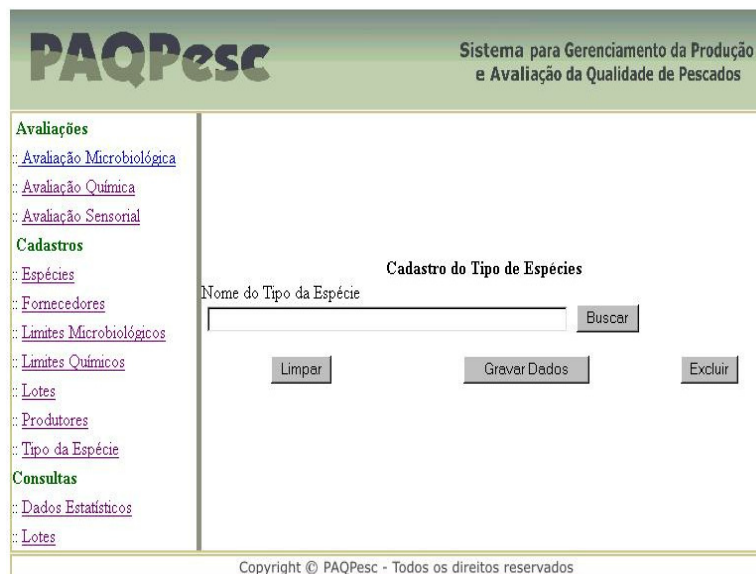 PAQPesc
Sistema para Gerenciamento da Produção
e Avaliação da Qualidade de Pescados
Avaliações
:: Avaliação Microbiológica
:: Avaliação Química
:: Avaliação Sensorial
Cadastros
:: Espécies
:: Fornecedores
:: Limites Microbiológicos
:: Limites Químicos
:: Lotes
:: Produtores
:: Tipo da Espécie
Consultas
:: Dados Estatísticos
:: Lotes
Cadastro do Tipo de Espécies
Nome do Tipo da Espécie
Buscar
Limpar Gravar Dados Excluir
Copyright © PAQPesc - Todos os direitos reservados